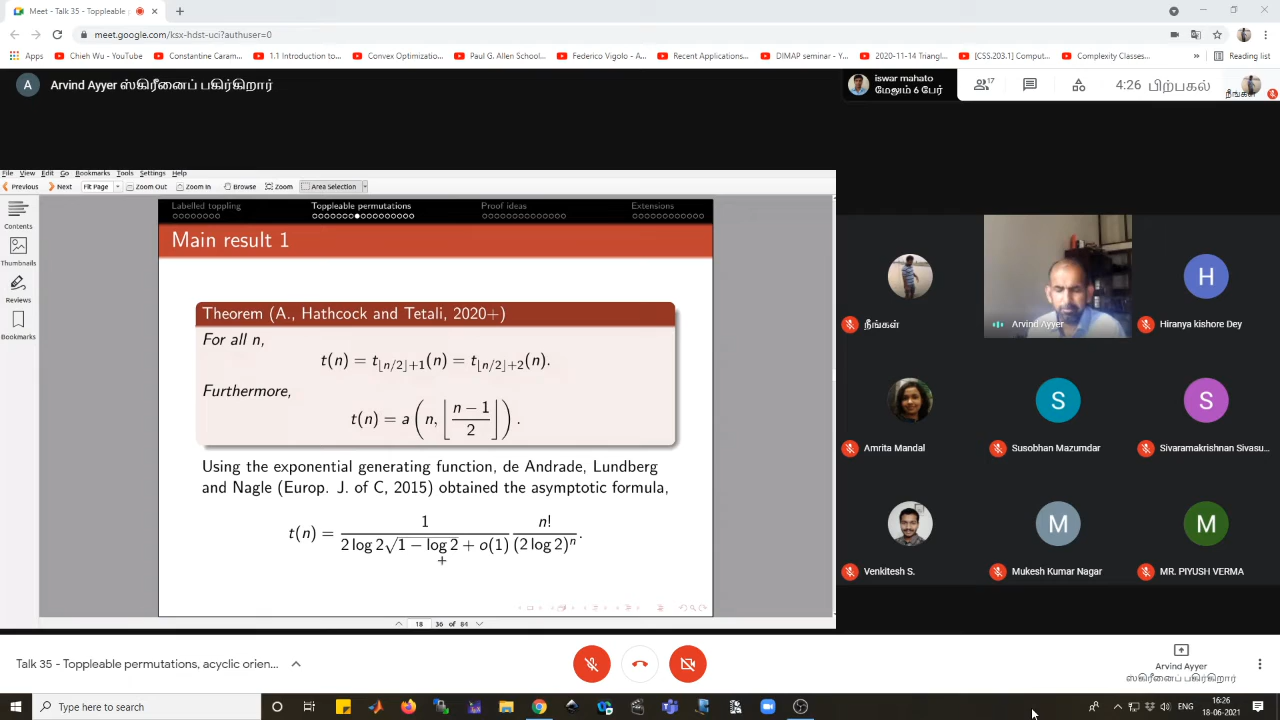 Meet - Talk 35 - Toppleable
meet.google.com/ksx-hdst-uci?authuser=0
Apps
Chieh Wu - YouTube
Constantine Caram...
1.1 Introduction to...
Convex Optimizatio...
Paul G. Allen School...
Federico Vigolo - A...
Recent Applications...
DIMAP seminar - Y...
2020-11-14 Triangl...
[CSS.203.1] Comput...
Complexity Classes...
»
Reading list
A Arvind Ayyer ஸ்கிரீனைப் பகிர்கிறார்
iswar mahato
மேலும் 6 பேர்
17
4:26 பிற்பகல்
நீங்கள்
File View Edit Go Bookmarks Tools Settings Help
Previous Next Fit Page Zoom Out Zoom In Browse Zoom Area Selection
Contents
Thumbnails
Reviews
Bookmarks
Labelled toppling Toppleable permutations Proof ideas Extensions
Main result 1
Theorem (A., Hathcock and Tetali, 2020+)
For all n,
t(n) = t⌊n/2⌋+1(n) = t⌊n/2⌋+2(n).
Furthermore,
t(n) = a(n, ⌊(n − 1)/2⌋).
Using the exponential generating function, de Andrade, Lundberg
and Nagle (Europ. J. of C, 2015) obtained the asymptotic formula,
t(n) = 1/(2 log 2√(1 − log 2) + o(1)) n!/(2 log 2)^n.
18 36 of 84
நீங்கள்
Arvind Ayyer
H
Hiranya kishore Dey
Amrita Mandal
S
Susobhan Mazumdar
S
Sivaramakrishnan Sivasu...
Venkitesh S.
M
Mukesh Kumar Nagar
M
MR. PIYUSH VERMA
Talk 35 - Toppleable permutations, acyclic orien...
Arvind Ayyer
ஸ்கிரீனைப் பகிர்கிறார்
Type here to search
ENG
16:26
18-06-2021